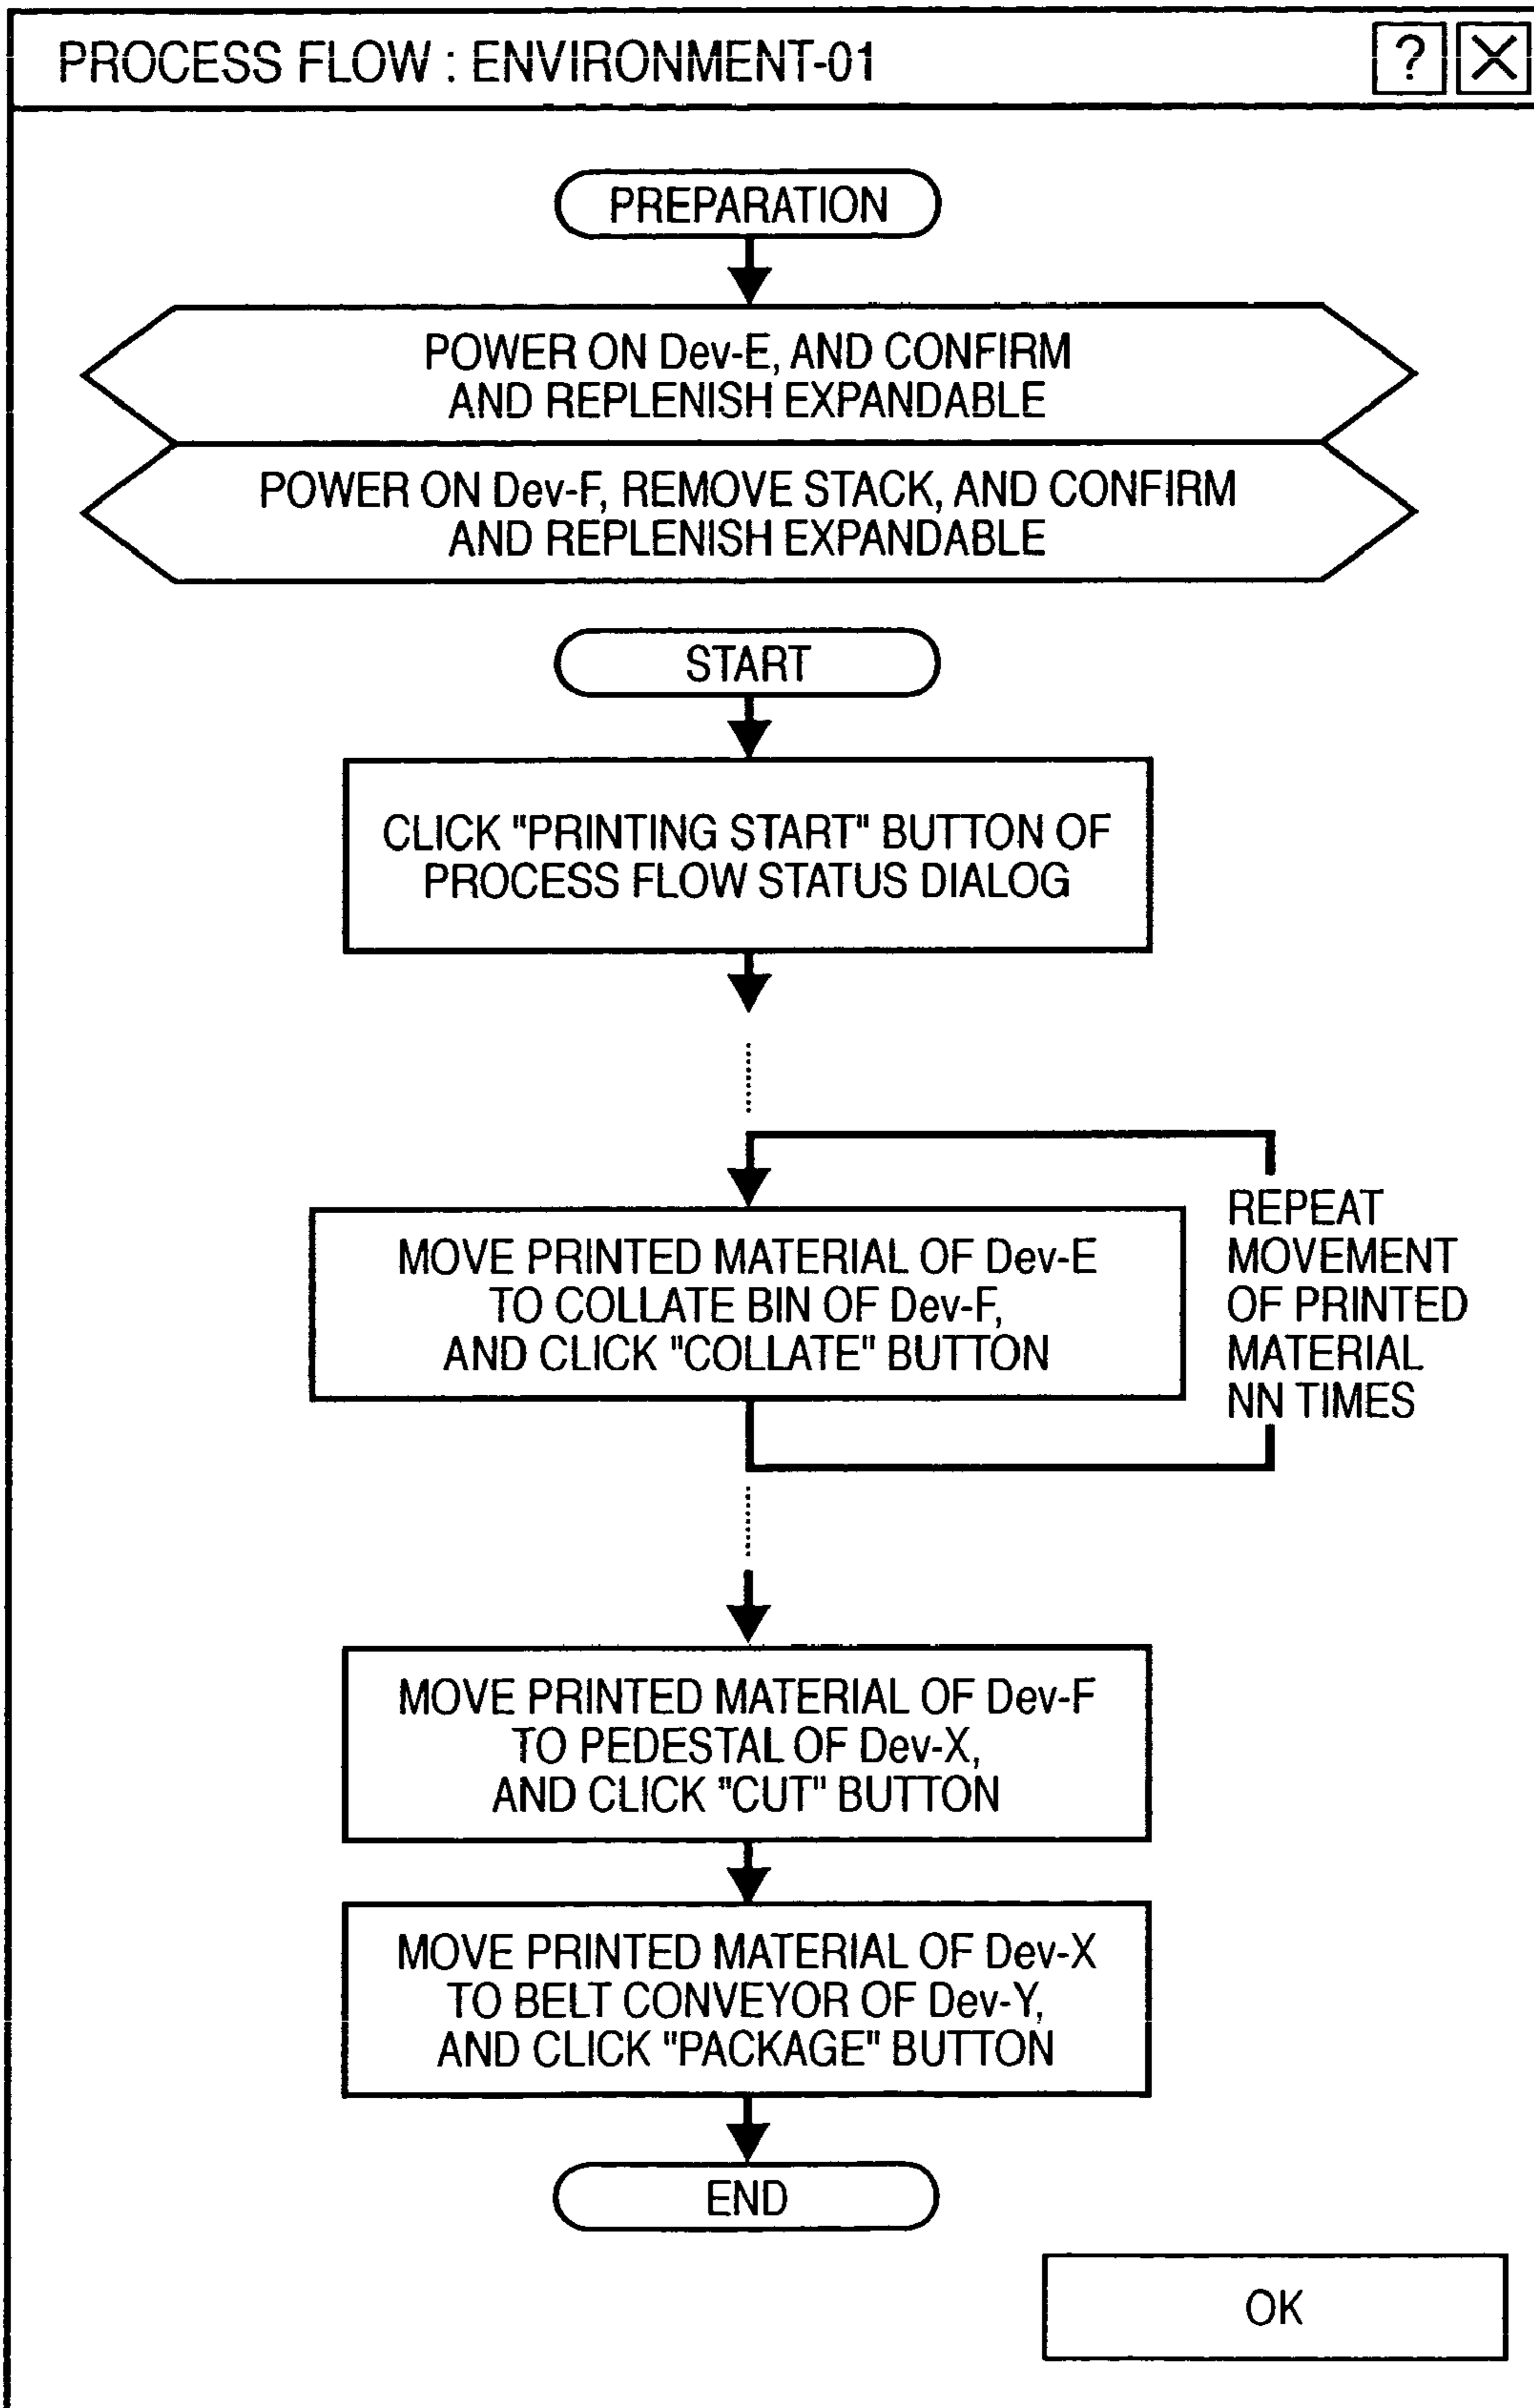 PROCESS FLOW : ENVIRONMENT-01
?
PREPARATION
POWER ON Dev-E, AND CONFIRM
AND REPLENISH EXPANDABLE
POWER ON Dev-F, REMOVE STACK, AND CONFIRM
AND REPLENISH EXPANDABLE
START
CLICK "PRINTING START" BUTTON OF
PROCESS FLOW STATUS DIALOG
MOVE PRINTED MATERIAL OF Dev-E
TO COLLATE BIN OF Dev-F,
AND CLICK "COLLATE" BUTTON
REPEAT
MOVEMENT
OF PRINTED
MATERIAL
NN TIMES
MOVE PRINTED MATERIAL OF Dev-F
TO PEDESTAL OF Dev-X,
AND CLICK "CUT" BUTTON
MOVE PRINTED MATERIAL OF Dev-X
TO BELT CONVEYOR OF Dev-Y,
AND CLICK "PACKAGE" BUTTON
END
OK